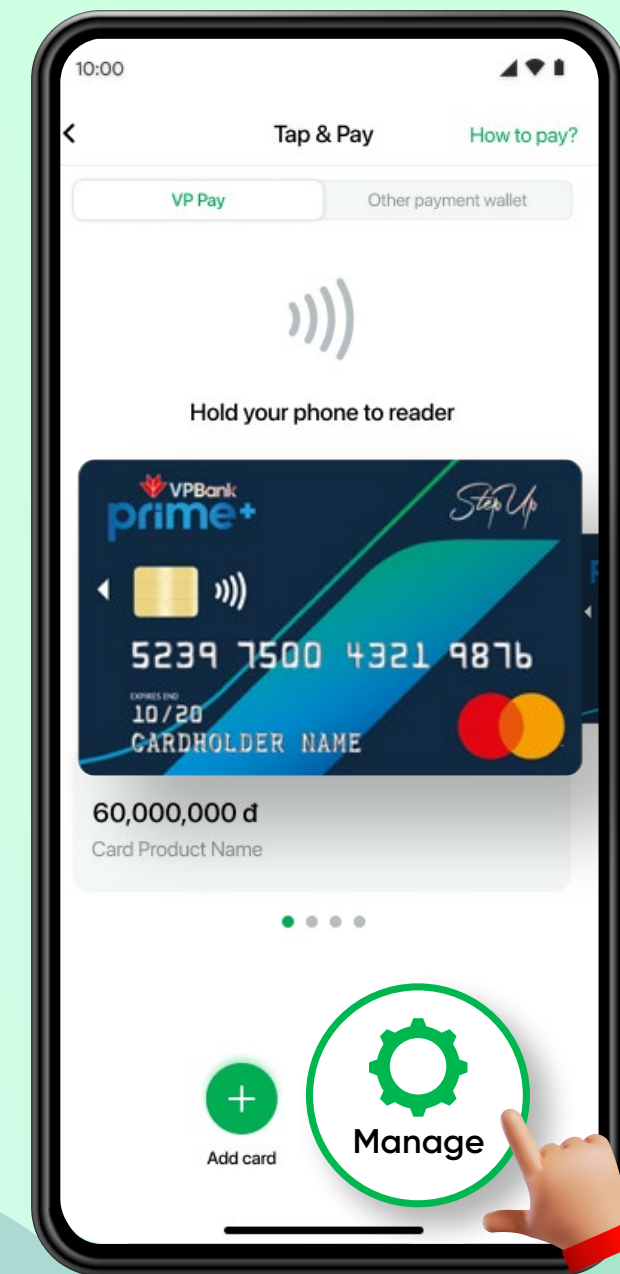 10:00
Tap & Pay
How to pay?
VP Pay
Other payment wallet
Hold your phone to reader
VPBank
prime+
StepUp
5239 7500 4321 9876
EXPIRES END
10/20
CARDHOLDER NAME
60,000,000 đ
Card Product Name
Add card
Manage